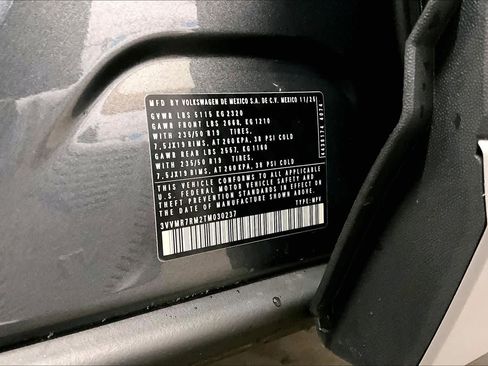 MFD BY VOLKSWAGEN DE MEXICO S.A. DE C.V. MEXICO 11/25
GVWR LBS 5115 KG 2320
GAWR FRONT LBS 2668, KG 1210
WITH 235/50 R19 TIRES,
7,5JX19 RIMS, AT 260 KPA, 38 PSI COLD
GAWR REAR LBS 2557, KG 1160
WITH 235/50 R19 TIRES,
7,5JX19 RIMS, AT 260 KPA, 38 PSI COLD
THIS VEHICLE CONFORMS TO ALL APPLICABLE
U.S. FEDERAL MOTOR VEHICLE SAFETY AND
THEFT PREVENTION STANDARDS IN EFFECT ON
THE DATE OF MANUFACTURE SHOWN ABOVE.
3VVMR7RM2TM030237
TYPE: MPV